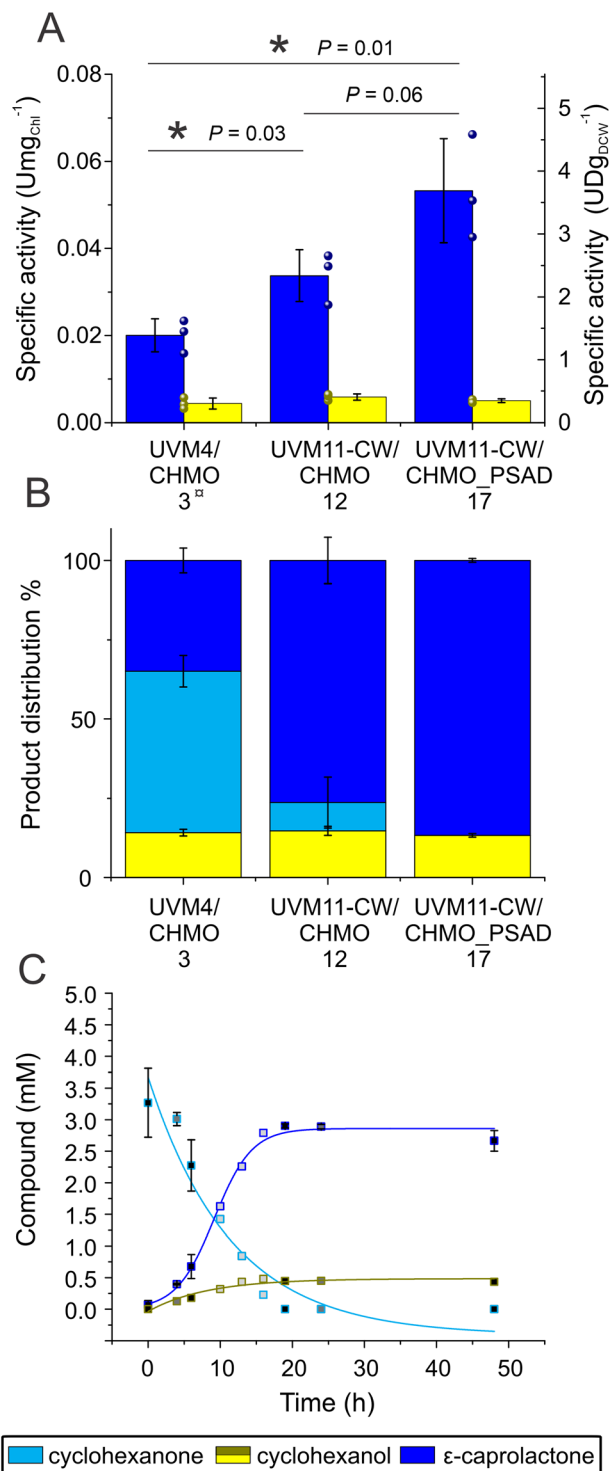 A
* P = 0.01
P = 0.06
* P = 0.03
Specific activity (Umg_Chl^-1)
0.08
0.06
0.04
0.02
0.00
Specific activity (UDg_DCW^-1)
5
4
3
2
1
0
UVM4/ UVM11-CW/ UVM11-CW/
CHMO CHMO CHMO_PSAD
3¤ 12 17
B
Product distribution %
100
50
0
UVM4/ UVM11-CW/ UVM11-CW/
CHMO CHMO CHMO_PSAD
3 12 17
C
Compound (mM)
5.0
4.5
4.0
3.5
3.0
2.5
2.0
1.5
1.0
0.5
0.0
0 10 20 30 40 50
Time (h)
cyclohexanone cyclohexanol ε-caprolactone